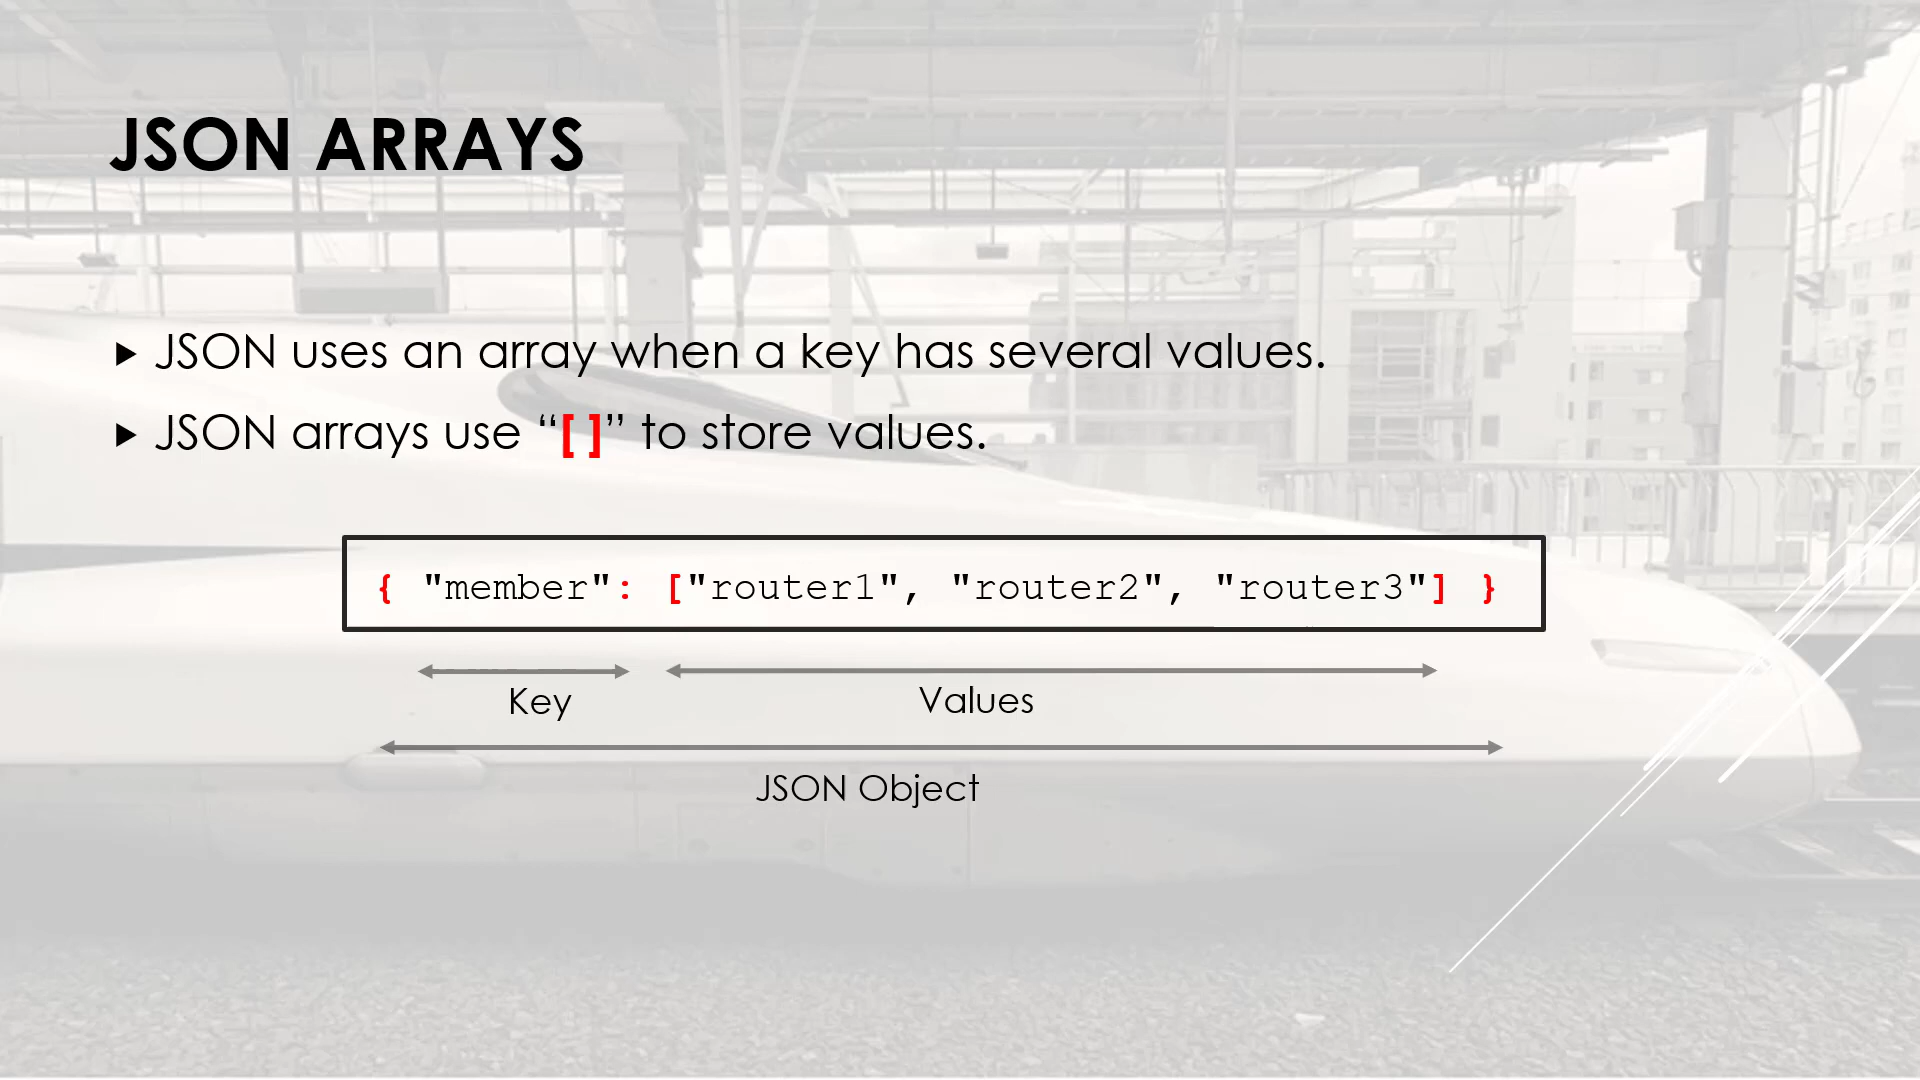 JSON ARRAYS
JSON uses an array when a key has several values.
JSON arrays use “[ ]” to store values.
{ "member": ["router1", "router2", "router3"] }
Key
Values
JSON Object